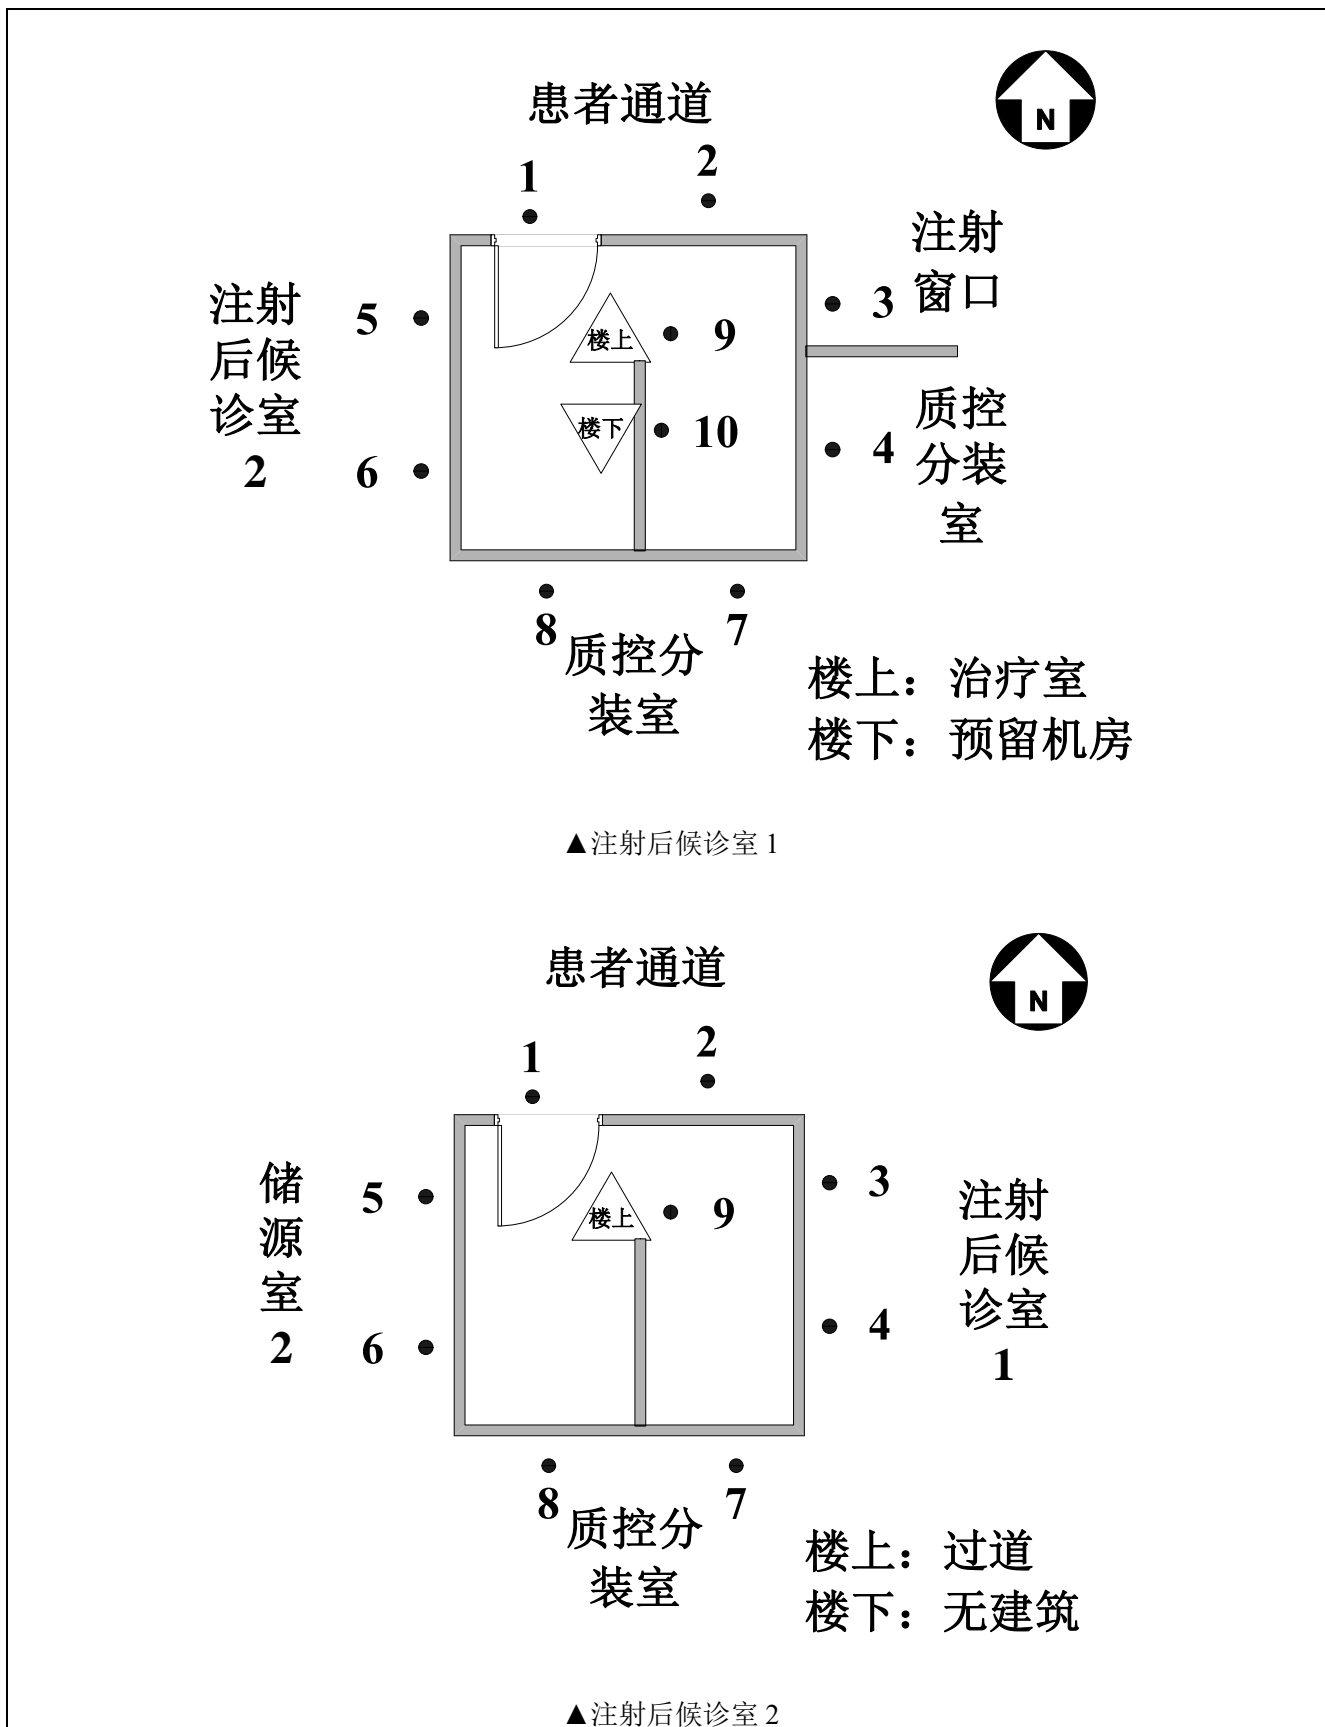 患者通道
N
1
2
注射
窗口
3
注射
后候
诊室
2
5
楼上
9
楼下
10
质控
分装
室
4
6
8
7
质控分
装室
楼上：治疗室
楼下：预留机房
▲注射后候诊室 1
患者通道
N
1
2
储
源
室
2
5
3
注射
后候
诊室
1
楼上
9
4
6
8
7
质控分
装室
楼上：过道
楼下：无建筑
▲注射后候诊室 2